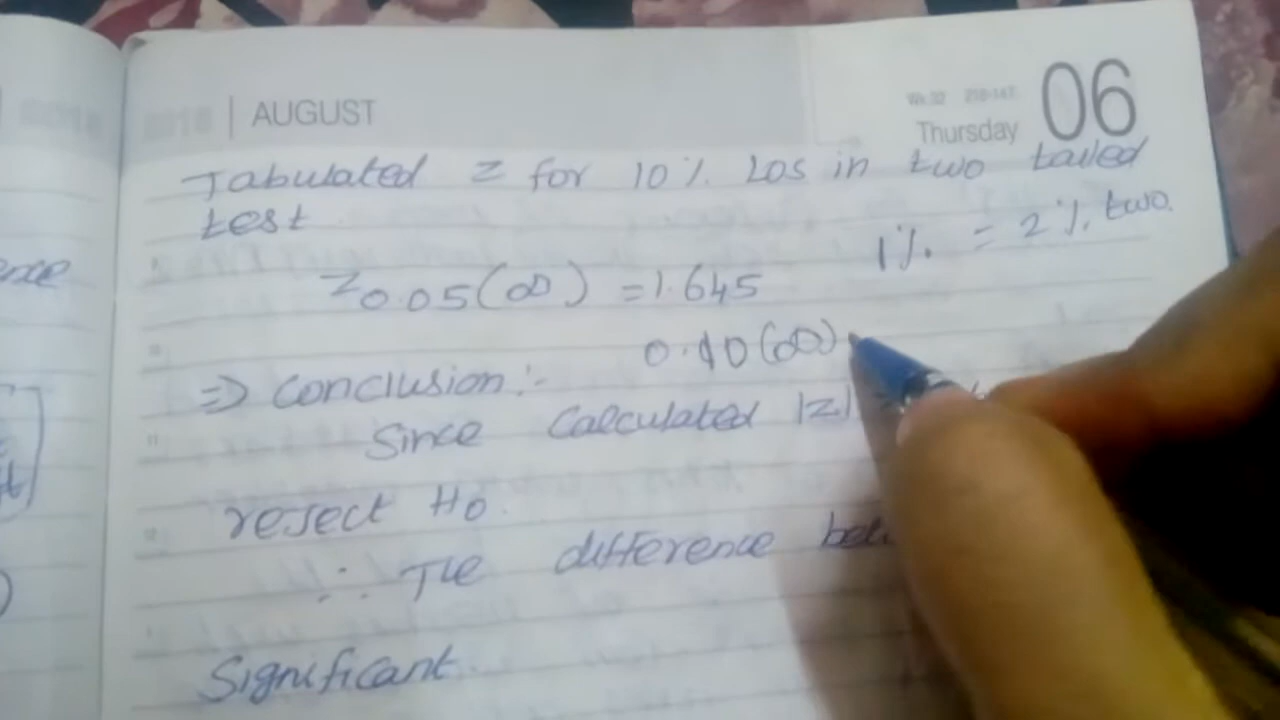 AUGUST
06
Thursday
Tabulated Z for 10%. LOS in two tailed
test
1%. = 2%. two.
Z0.05(∞) = 1.645
0.10(∞)
=> Conclusion:-
Since Calculated |Z|
reject H0.
∴ The difference
Significant